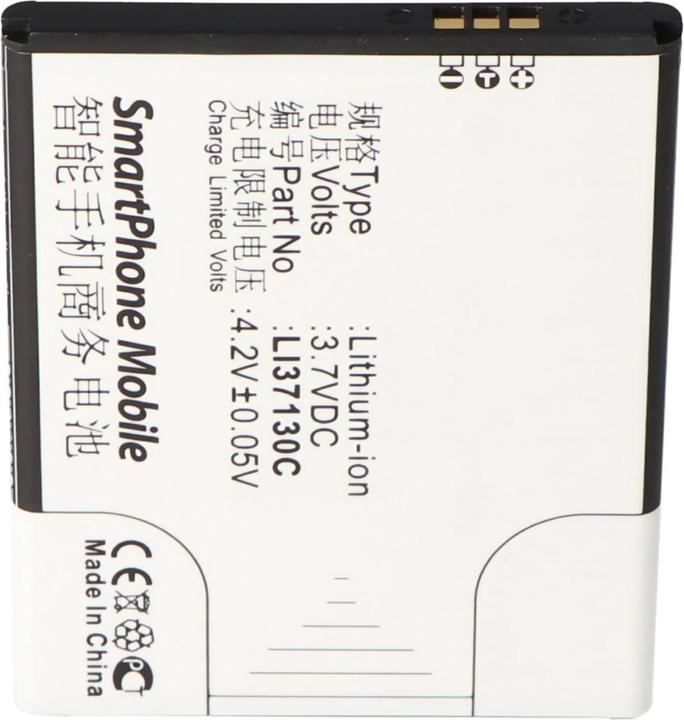 规格Type :Lithium-ion
电压Volts :3.7VDC
编号Part No :LI37130C
充电限制电压 :4.2V±0.05V
Charge Limited Volts
SmartPhone Mobile
智能手机商务电池
CE
Made In China